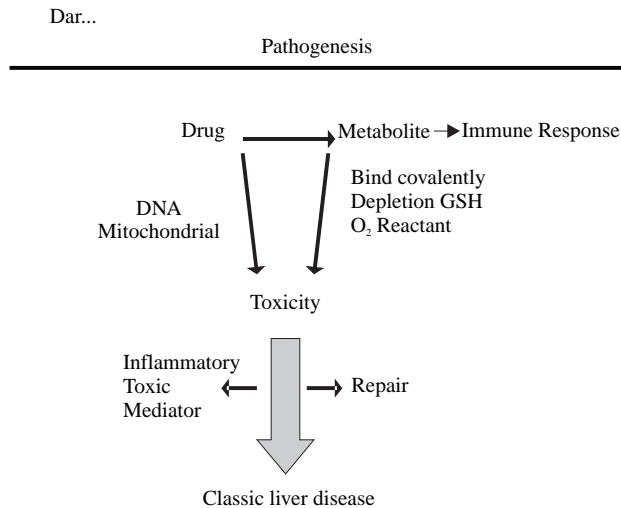 Dar...
Pathogenesis
Drug
Metabolite
Immune Response
DNA
Mitochondrial
Bind covalently
Depletion GSH
O₂ Reactant
Toxicity
Inflammatory
Toxic
Mediator
Repair
Classic liver disease